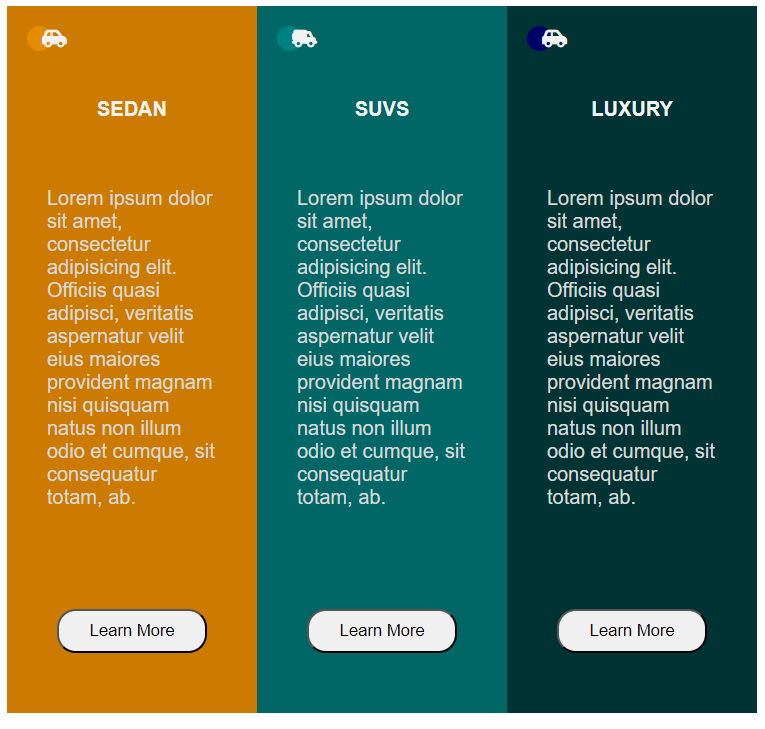 SEDAN
Lorem ipsum dolor
sit amet,
consectetur
adipisicing elit.
Officiis quasi
adipisci, veritatis
aspernatur velit
eius maiores
provident magnam
nisi quisquam
natus non illum
odio et cumque, sit
consequatur
totam, ab.
Learn More
SUVS
Lorem ipsum dolor
sit amet,
consectetur
adipisicing elit.
Officiis quasi
adipisci, veritatis
aspernatur velit
eius maiores
provident magnam
nisi quisquam
natus non illum
odio et cumque, sit
consequatur
totam, ab.
Learn More
LUXURY
Lorem ipsum dolor
sit amet,
consectetur
adipisicing elit.
Officiis quasi
adipisci, veritatis
aspernatur velit
eius maiores
provident magnam
nisi quisquam
natus non illum
odio et cumque, sit
consequatur
totam, ab.
Learn More